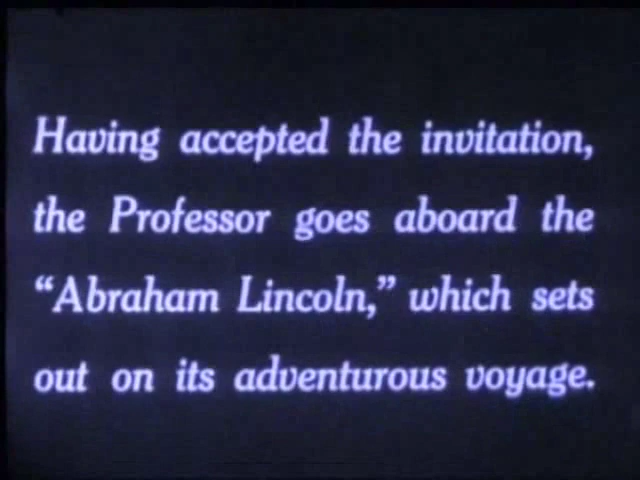 Having accepted the invitation,
the Professor goes aboard the
“Abraham Lincoln,” which sets
out on its adventurous voyage.